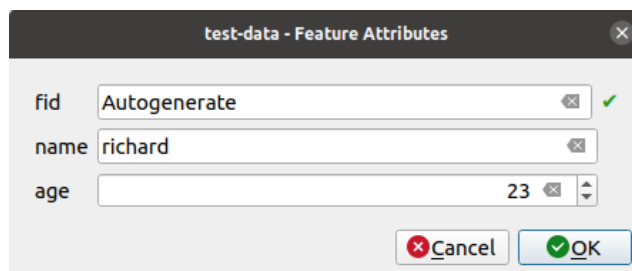 test-data - Feature Attributes
fid Autogenerate
name richard
age 23
Cancel OK